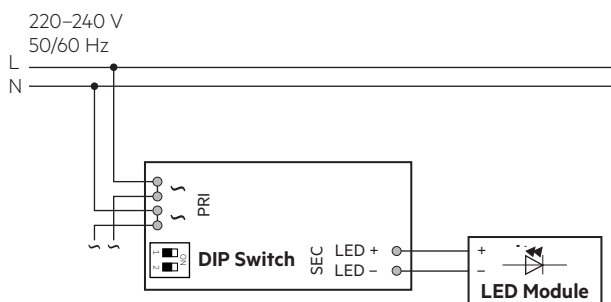 220–240 V
50/60 Hz
L
N
~
~
PRI
1
2
ON
DIP Switch
SEC
LED +
LED –
+
–
LED Module
~ ~